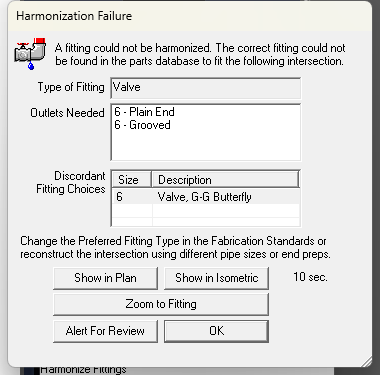 Harmonization Failure
A fitting could not be harmonized. The correct fitting could not
be found in the parts database to fit the following intersection.
Type of Fitting Valve
Outlets Needed 6 - Plain End
6 - Grooved
Discordant
Fitting Choices
Size Description
6 Valve, G-G Butterfly
Change the Preferred Fitting Type in the Fabrication Standards or
reconstruct the intersection using different pipe sizes or end preps.
Show in Plan Show in Isometric 10 sec.
Zoom to Fitting
Alert For Review OK
Harmonize Fittings